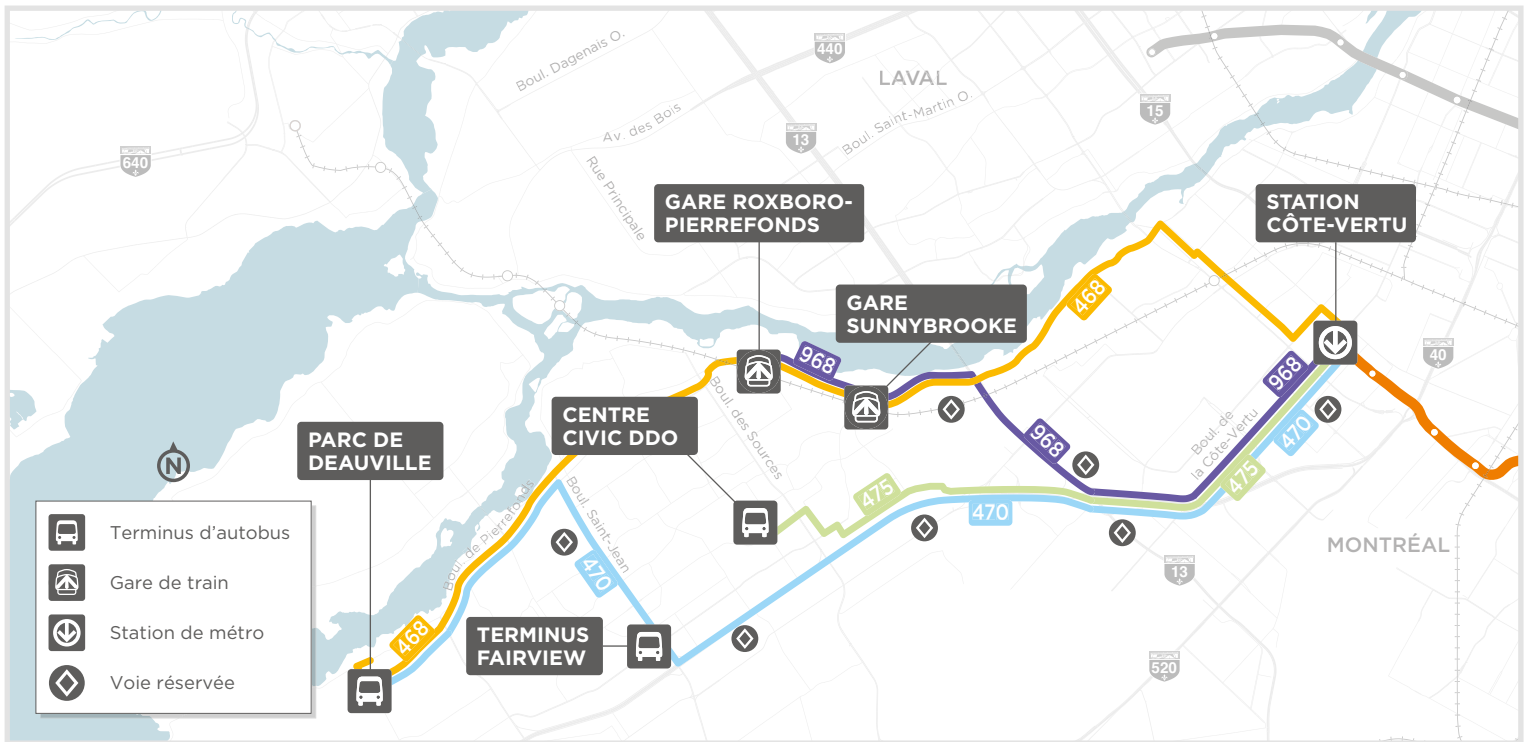 Boul. Dagenais O.
440
LAVAL
Boul. Saint-Martin O.
15
Av. des Bois
13
640
Rue Principale
GARE ROXBORO-
PIERREFONDS
STATION
CÔTE-VERTU
GARE
SUNNYBROOKE
468
968
40
968
Boul. des Sources
CENTRE
CIVIC DDO
PARC DE
DEAUVILLE
N
968
Boul. de
la Côte-Vertu
470
475
475
470
Boul. de Pierrefonds
Boul. Saint-Jean
470
MONTRÉAL
13
468
TERMINUS
FAIRVIEW
520
Terminus d'autobus
Gare de train
Station de métro
Voie réservée